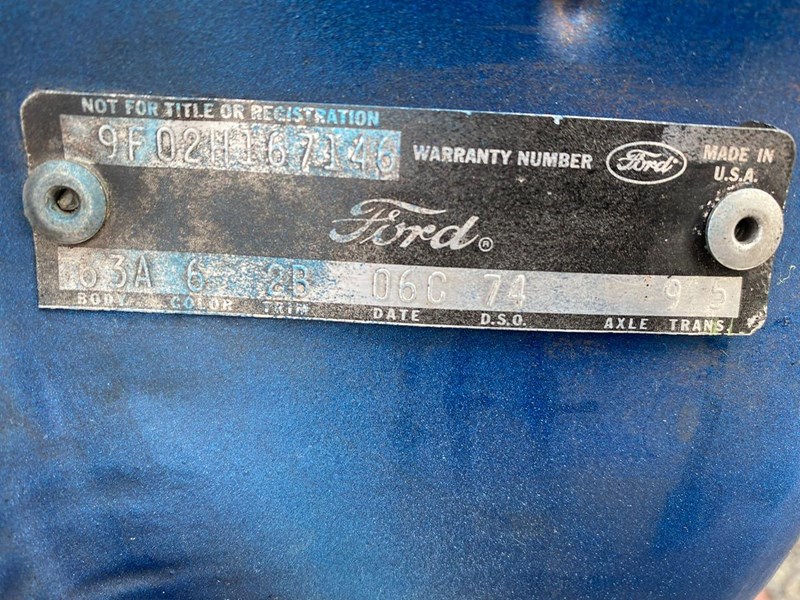 NOT FOR TITLE OR REGISTRATION
9F02H167146 WARRANTY NUMBER Ford MADE IN U.S.A.
Ford®
63A 6 2B 06C 74 9 5
BODY COLOR TRIM DATE D.S.O. AXLE TRANS.